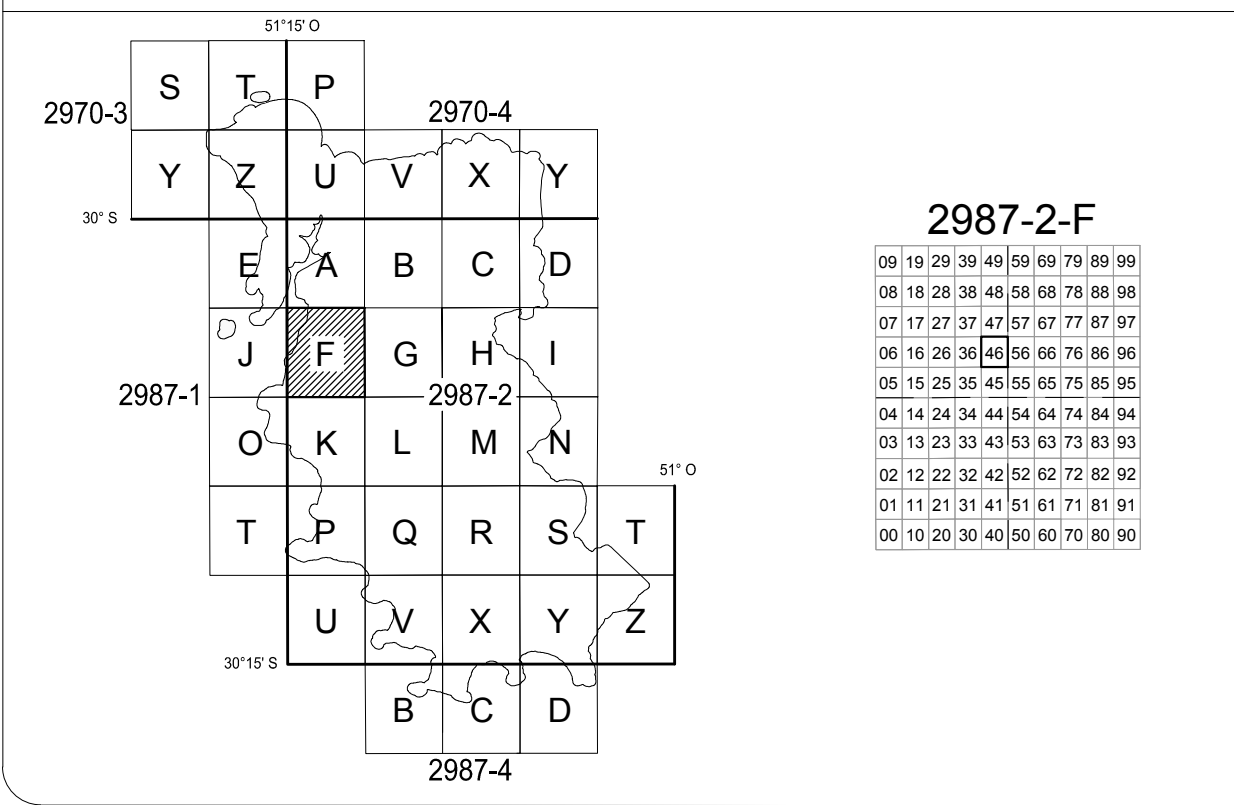 51°15' O
S T P
2970-3 2970-4
Y Z U V X Y
30° S
E A B C D
J F G H I
2987-1 2987-2
O K L M N
51° O
T P Q R S T
U V X Y Z
30°15' S
B C D
2987-4
2987-2-F
09 19 29 39 49 59 69 79 89 99
08 18 28 38 48 58 68 78 88 98
07 17 27 37 47 57 67 77 87 97
06 16 26 36 46 56 66 76 86 96
05 15 25 35 45 55 65 75 85 95
04 14 24 34 44 54 64 74 84 94
03 13 23 33 43 53 63 73 83 93
02 12 22 32 42 52 62 72 82 92
01 11 21 31 41 51 61 71 81 91
00 10 20 30 40 50 60 70 80 90